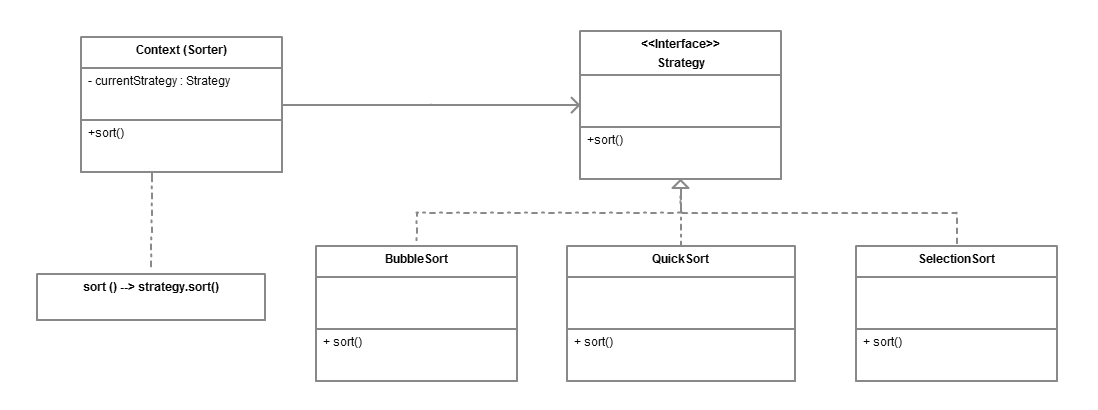 Context (Sorter)
- currentStrategy : Strategy
+sort()
<<Interface>>
Strategy
+sort()
sort () --> strategy.sort()
BubbleSort
+ sort()
QuickSort
+ sort()
SelectionSort
+ sort()